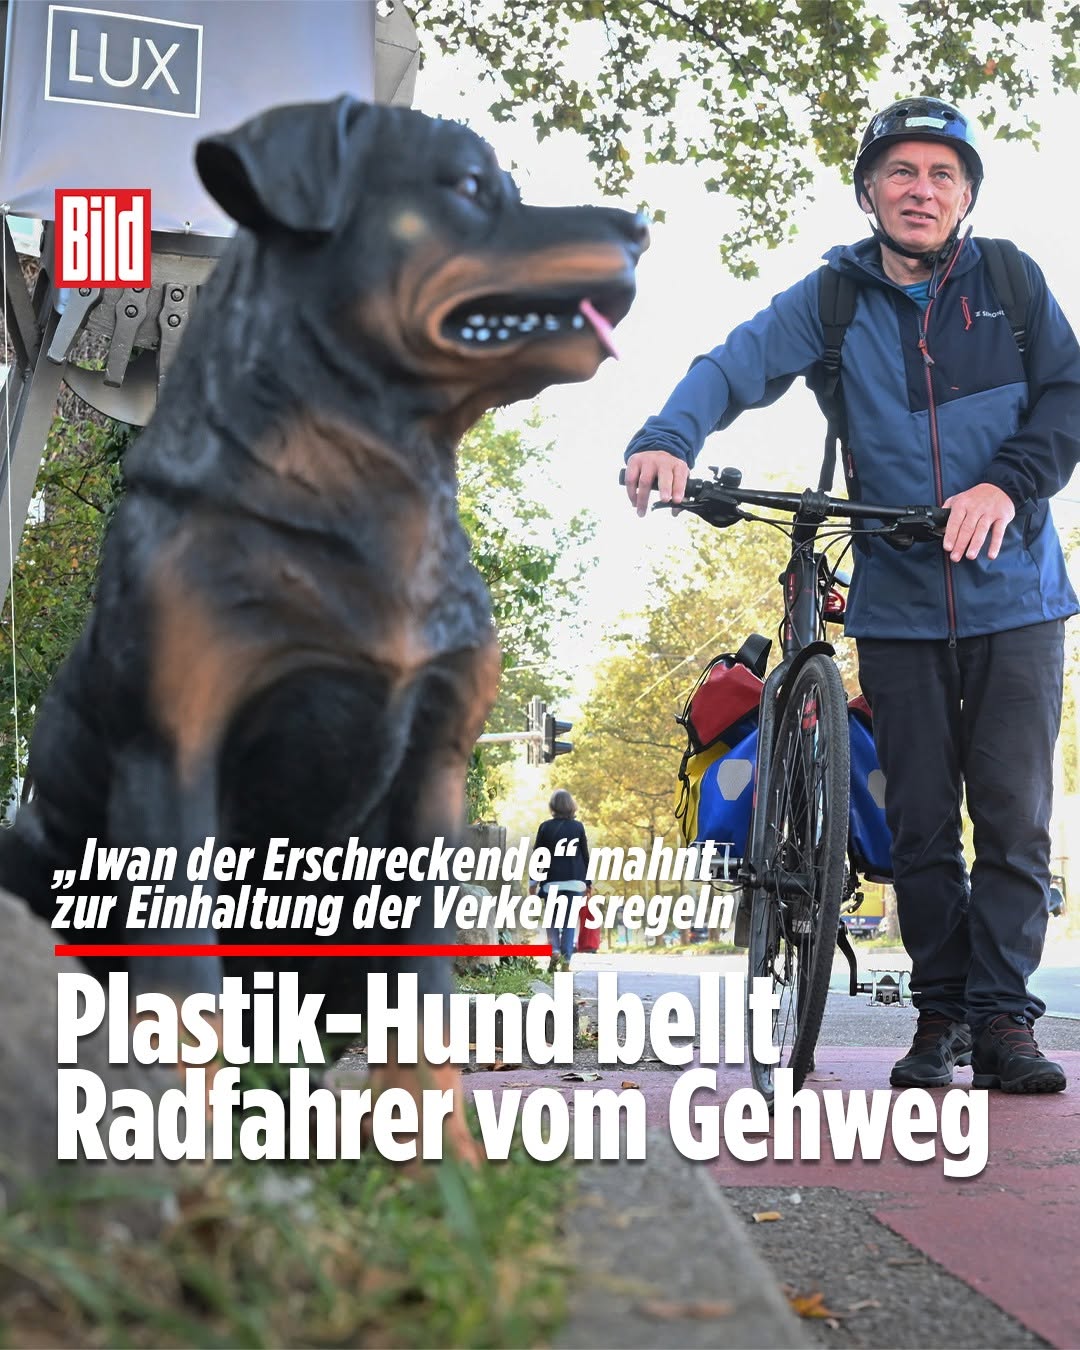 LUX
Bild
„Iwan der Erschreckende“ mahnt
zur Einhaltung der Verkehrsregeln
Plastik-Hund bellt
Radfahrer vom Gehweg